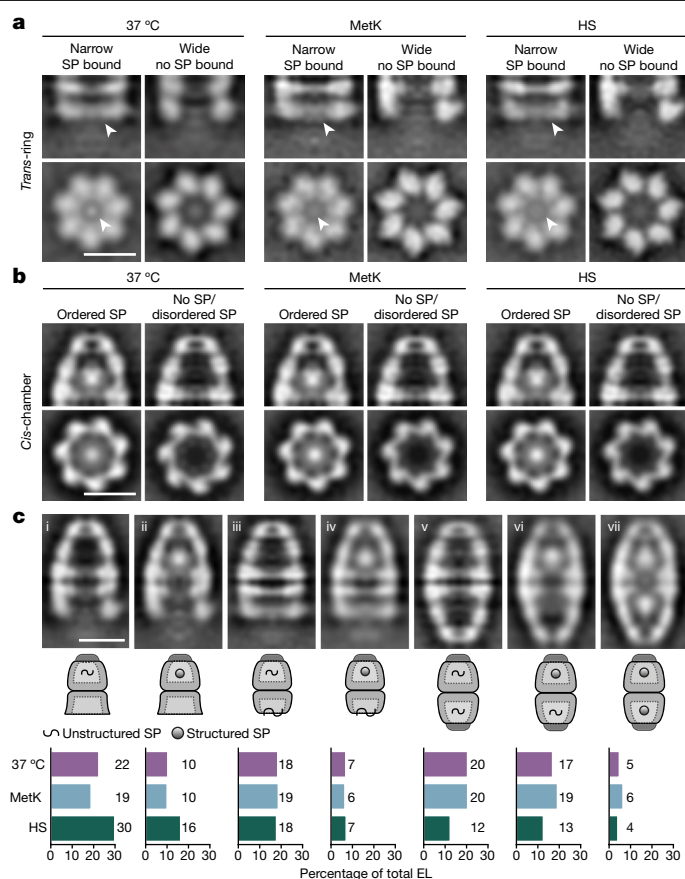 a
37 ºC MetK HS
Narrow SP bound Wide no SP bound Narrow SP bound Wide no SP bound Narrow SP bound Wide no SP bound
Trans-ring
b
37 ºC MetK HS
Ordered SP No SP/ disordered SP Ordered SP No SP/ disordered SP Ordered SP No SP/ disordered SP
Cis-chamber
c
i ii iii iv v vi vii
Unstructured SP Structured SP
37 ºC 22 10 18 7 20 17 5
MetK 19 10 19 6 20 19 6
HS 30 16 18 7 12 13 4
0 10 20 30 0 10 20 30 0 10 20 30 0 10 20 30 0 10 20 30 0 10 20 30 0 10 20 30
Percentage of total EL